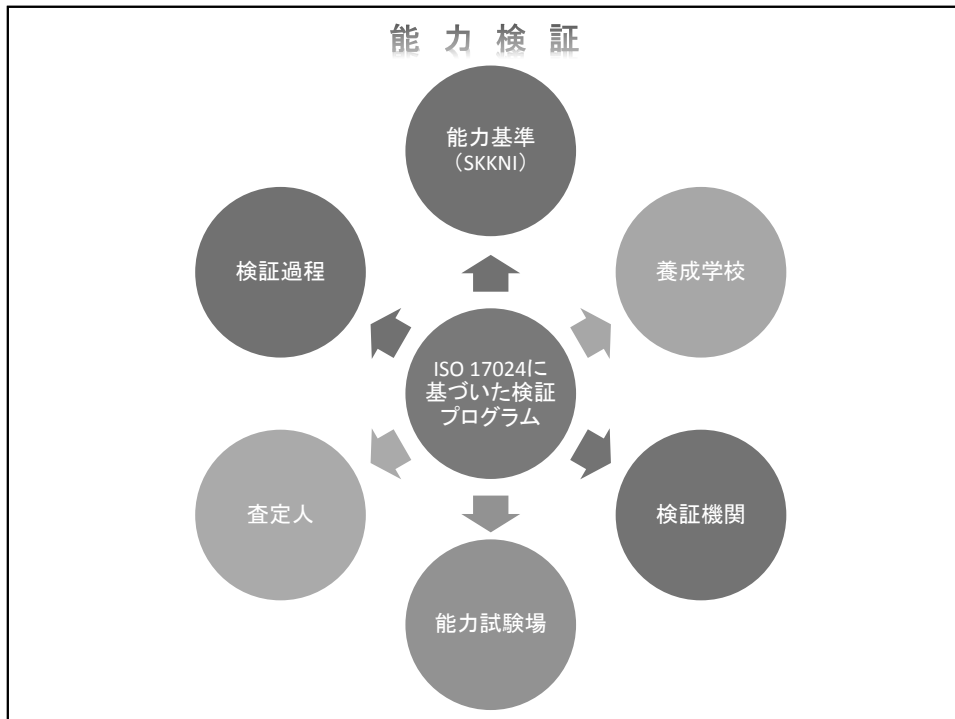 能力検証
能力基準
（SKKNI）
養成学校
検証機関
能力試験場
査定人
検証過程
ISO 17024に
基づいた検証
プログラム